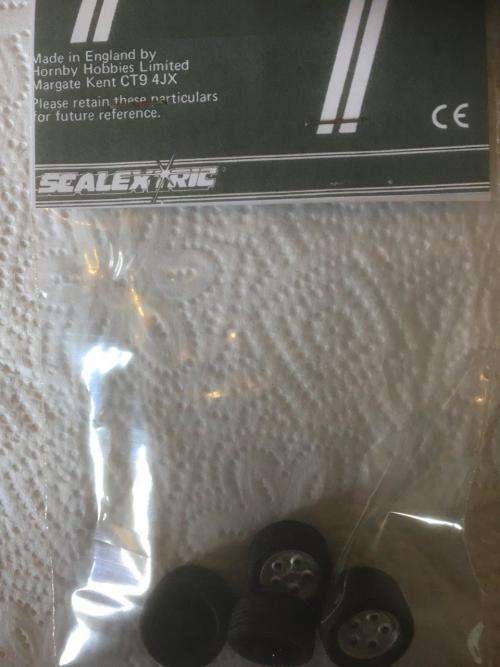 Made in England by
Hornby Hobbies Limited
Margate Kent CT9 4JX
Please retain these particulars
for future reference.
CE
SCALEXTRIC